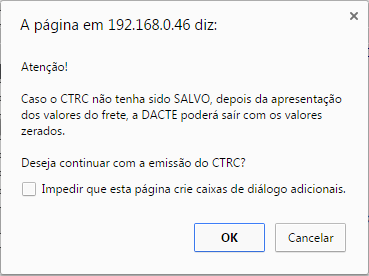 A página em 192.168.0.46 diz:
Atenção!
Caso o CTRC não tenha sido SALVO, depois da apresentação
dos valores do frete, a DACTE poderá saír com os valores
zerados.
Deseja continuar com a emissão do CTRC?
Impedir que esta página crie caixas de diálogo adicionais.
OK
Cancelar